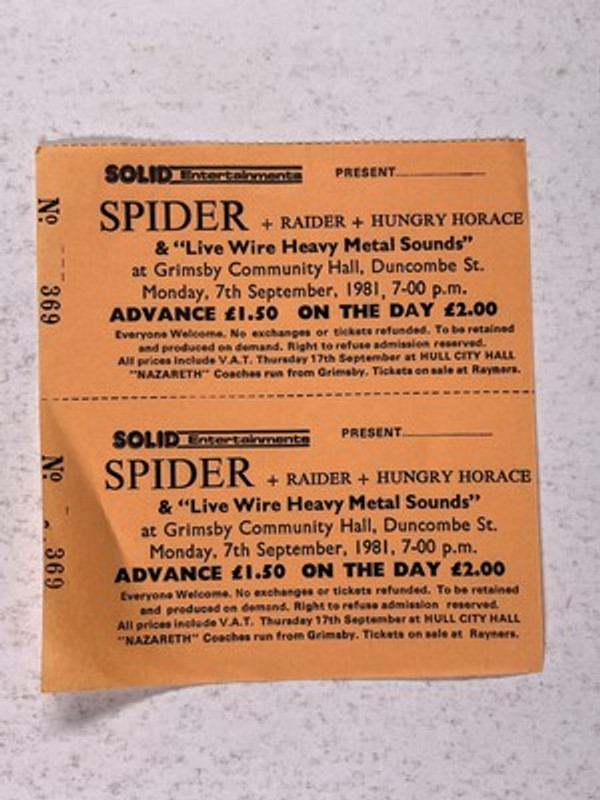 SOLID Entertainments PRESENT..............
SPIDER + RAIDER + HUNGRY HORACE
& "Live Wire Heavy Metal Sounds"
at Grimsby Community Hall, Duncombe St.
Monday, 7th September, 1981, 7-00 p.m.
ADVANCE £1.50 ON THE DAY £2.00
Everyone Welcome. No exchanges or tickets refunded. To be retained
and produced on demand. Right to refuse admission reserved.
All prices include V.A.T. Thursday 17th September at HULL CITY HALL
"NAZARETH" Coaches run from Grimsby. Tickets on sale at Rayners.
No 369
SOLID Entertainments PRESENT..............
SPIDER + RAIDER + HUNGRY HORACE
& "Live Wire Heavy Metal Sounds"
at Grimsby Community Hall, Duncombe St.
Monday, 7th September, 1981, 7-00 p.m.
ADVANCE £1.50 ON THE DAY £2.00
Everyone Welcome. No exchanges or tickets refunded. To be retained
and produced on demand. Right to refuse admission reserved.
All prices include V.A.T. Thursday 17th September at HULL CITY HALL
"NAZARETH" Coaches run from Grimsby. Tickets on sale at Rayners.
No 369